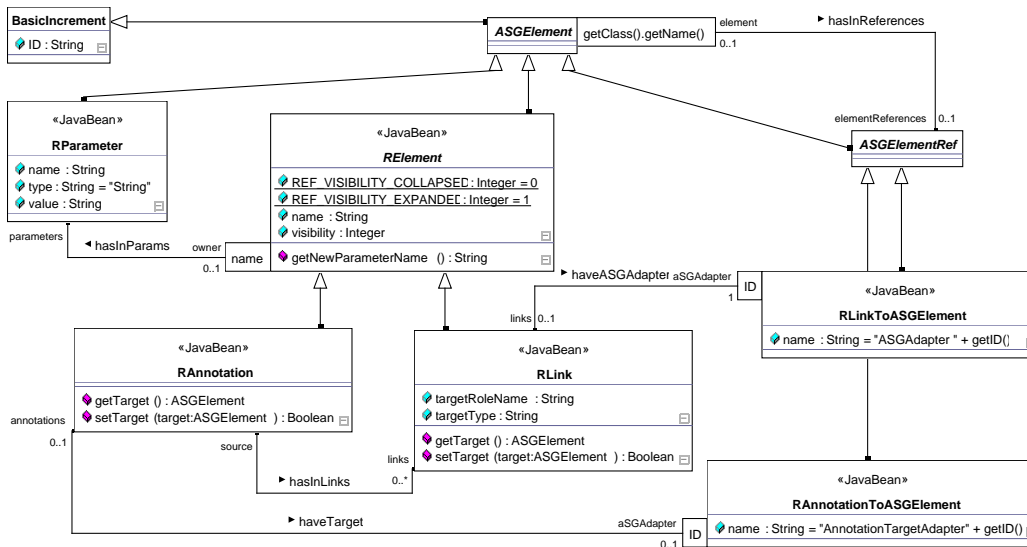 BasicIncrement
ID : String
ASGElement
getClass().getName()
element
0..1
hasInReferences
elementReferences
0..1
ASGElementRef
«JavaBean»
RParameter
name : String
type : String = "String"
value : String
parameters
hasInParams
«JavaBean»
RElement
REF_VISIBILITY_COLLAPSED : Integer = 0
REF_VISIBILITY_EXPANDED : Integer = 1
name : String
visibility : Integer
getNewParameterName () : String
owner
0..1
name
haveASGAdapter
aSGAdapter
1
ID
links
0..1
«JavaBean»
RLinkToASGElement
name : String = "ASGAdapter " + getID()
«JavaBean»
RAnnotation
getTarget () : ASGElement
setTarget (target:ASGElement ) : Boolean
annotations
0..1
source
hasInLinks
«JavaBean»
RLink
targetRoleName : String
targetType : String
getTarget () : ASGElement
setTarget (target:ASGElement ) : Boolean
links
0..*
haveTarget
aSGAdapter
0..1
ID
«JavaBean»
RAnnotationToASGElement
name : String = "AnnotationTargetAdapter" + getID()